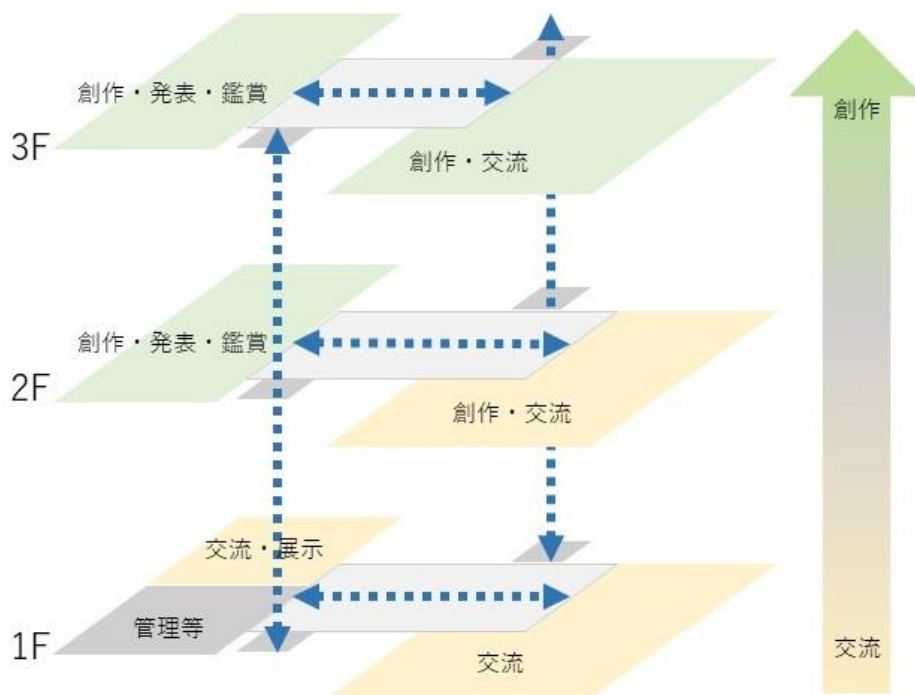 創作・発表・鑑賞
創作
3F
創作・交流
創作・発表・鑑賞
2F
創作・交流
交流・展示
管理等
1F
交流
交流